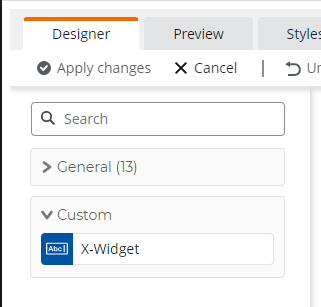 Designer Preview Styles
Apply changes Cancel | Un
Search
General (13)
Custom
Abc X-Widget